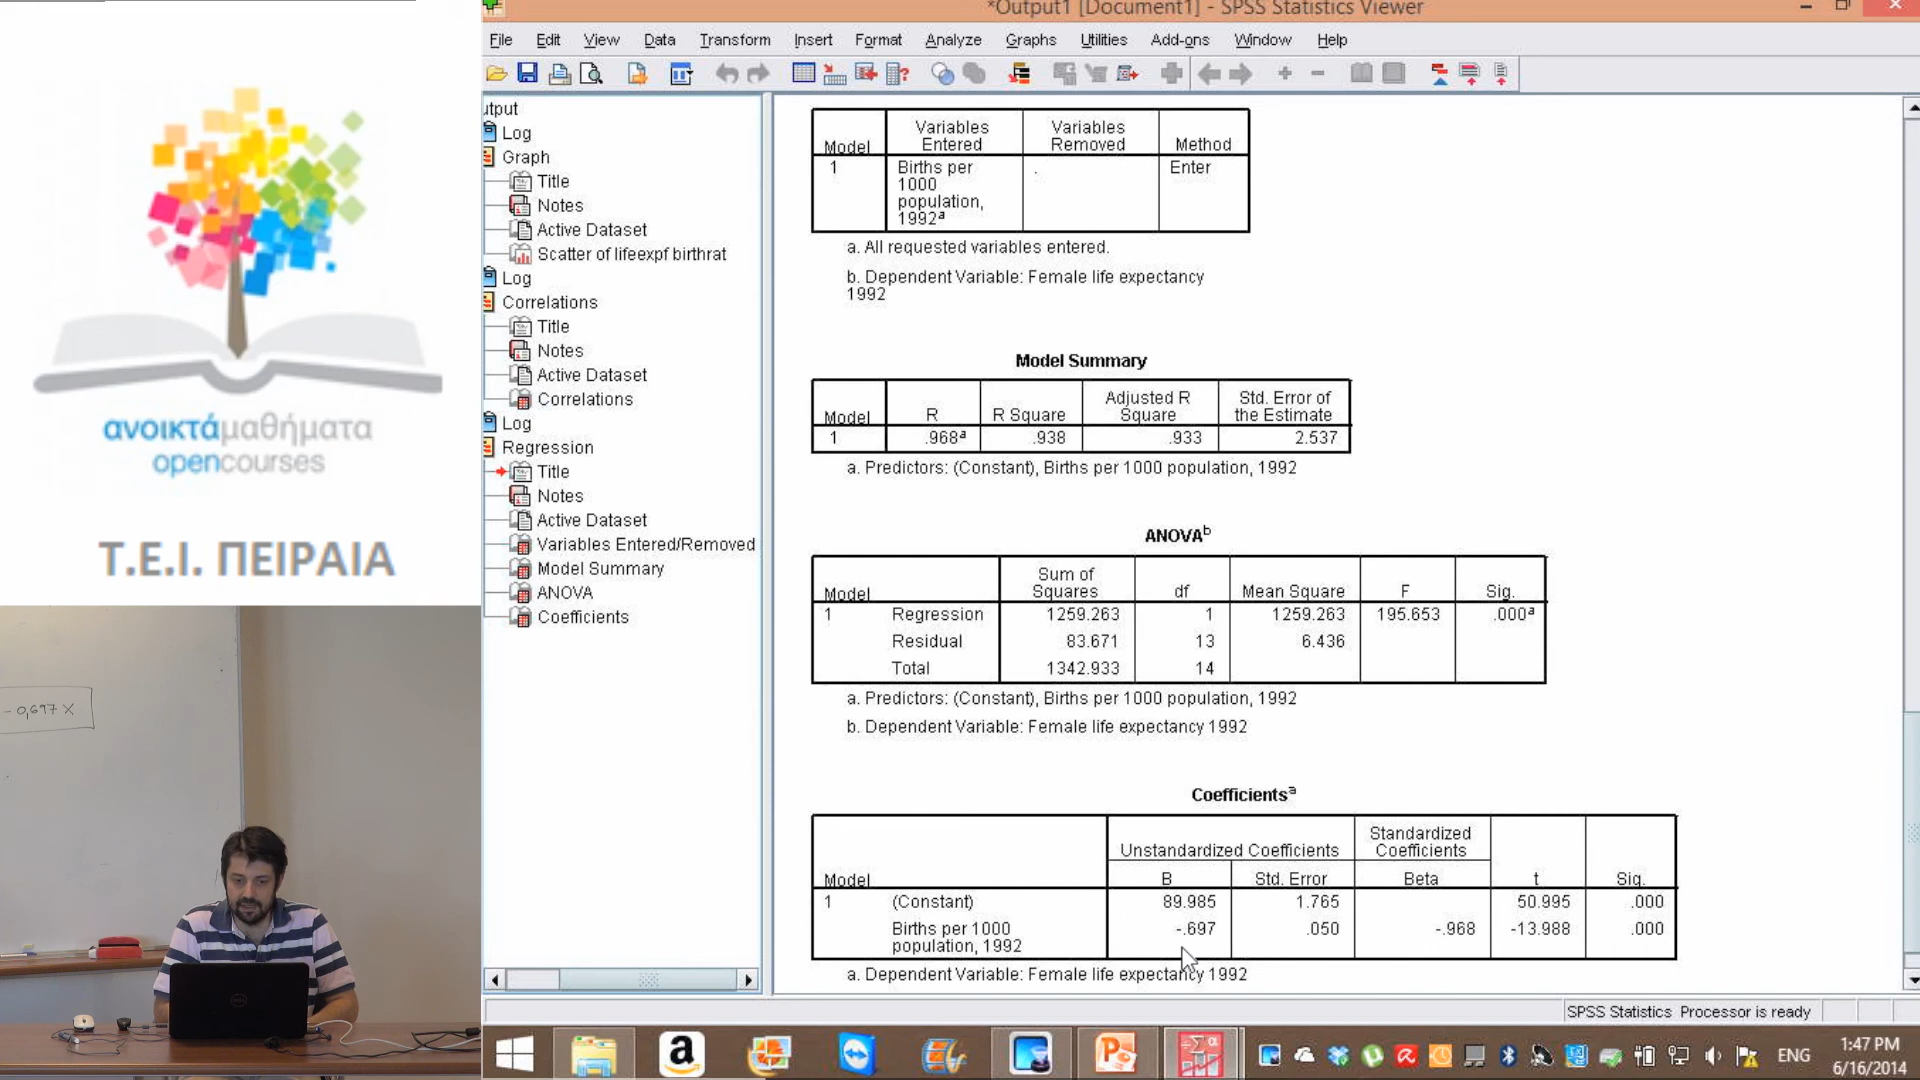 *Output1 [Document1] - SPSS Statistics Viewer
File Edit View Data Transform Insert Format Analyze Graphs Utilities Add-ons Window Help
Log
Graph
Title
Notes
Active Dataset
Scatter of lifeexpf birthrat
Log
Correlations
Title
Notes
Active Dataset
Correlations
Log
Regression
Title
Notes
Active Dataset
Variables Entered/Removed
Model Summary
ANOVA
Coefficients
Model Variables Entered Variables Removed Method
1 Births per 1000 population, 1992a . Enter
a. All requested variables entered.
b. Dependent Variable: Female life expectancy
1992
Model Summary
Model R R Square Adjusted R Square Std. Error of the Estimate
1 .968a .938 .933 2.537
a. Predictors: (Constant), Births per 1000 population, 1992
ANOVAb
Model Sum of Squares df Mean Square F Sig.
1 Regression 1259.263 1 1259.263 195.653 .000a
Residual 83.671 13 6.436
Total 1342.933 14
a. Predictors: (Constant), Births per 1000 population, 1992
b. Dependent Variable: Female life expectancy 1992
Coefficientsa
Unstandardized Coefficients Standardized Coefficients
Model B Std. Error Beta t Sig.
1 (Constant) 89.985 1.765 50.995 .000
Births per 1000 population, 1992 -.697 .050 -.968 -13.988 .000
a. Dependent Variable: Female life expectancy 1992
SPSS Statistics Processor is ready
ENG
1:47 PM
6/16/2014
ανοικτάμαθήματα
opencourses
Τ.Ε.Ι. ΠΕΙΡΑΙΑ
- 0,697 X